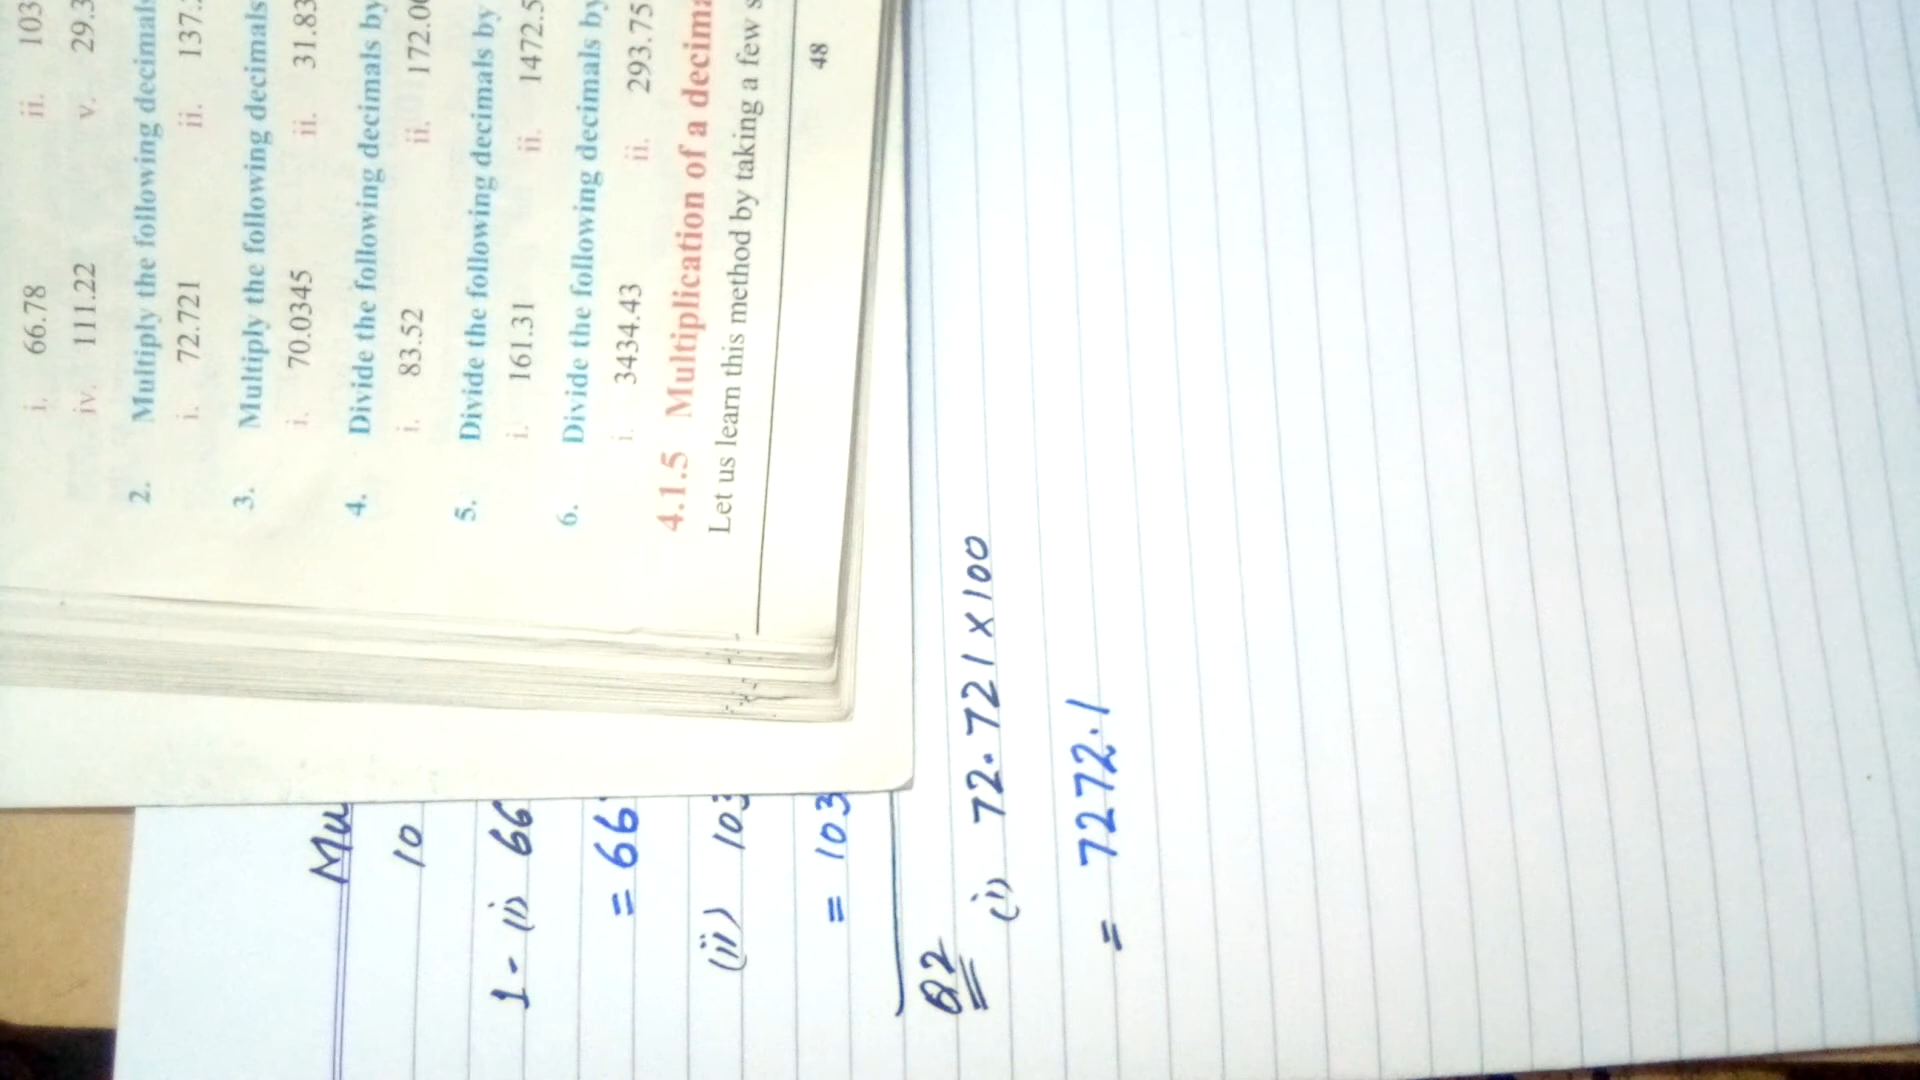 i. 66.78 ii. 103
iv. 111.22 v. 29.3
2. Multiply the following decimals
i. 72.721 ii. 137.
3. Multiply the following decimals
i. 70.0345 ii. 31.83
4. Divide the following decimals by
i. 83.52 ii. 172.00
5. Divide the following decimals by
i. 161.31 ii. 1472.5
6. Divide the following decimals by
i. 3434.43 ii. 293.75
4.1.5 Multiplication of a decima
Let us learn this method by taking a few s
48
Mu
10
1 - (i) 66
= 66
(ii) 103
= 103
Q2
(i) 72.721 x 100
= 7272.1